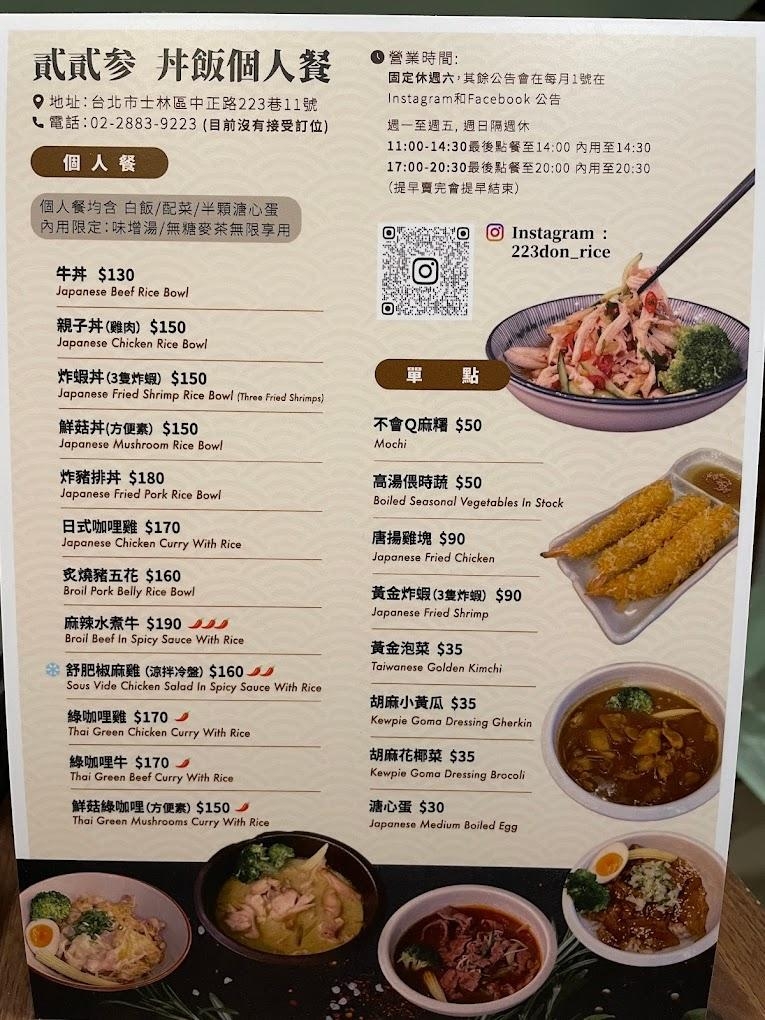 貳貳参 丼飯個人餐
地址：台北市士林區中正路223巷11號
電話：02-2883-9223 (目前沒有接受訂位)
個人餐
個人餐均含 白飯/配菜/半顆溏心蛋
內用限定：味增湯/無糖麥茶無限享用
牛丼 $130
Japanese Beef Rice Bowl
親子丼(雞肉) $150
Japanese Chicken Rice Bowl
炸蝦丼(3隻炸蝦) $150
Japanese Fried Shrimp Rice Bowl (Three Fried Shrimps)
鮮菇丼(方便素) $150
Japanese Mushroom Rice Bowl
炸豬排丼 $180
Japanese Fried Pork Rice Bowl
日式咖哩雞 $170
Japanese Chicken Curry With Rice
炙燒豬五花 $160
Broil Pork Belly Rice Bowl
麻辣水煮牛 $190
Broil Beef In Spicy Sauce With Rice
舒肥椒麻雞 (涼拌冷盤) $160
Sous Vide Chicken Salad In Spicy Sauce With Rice
綠咖哩雞 $170
Thai Green Chicken Curry With Rice
綠咖哩牛 $170
Thai Green Beef Curry With Rice
鮮菇綠咖哩(方便素) $150
Thai Green Mushrooms Curry With Rice
營業時間：
固定休週六，其餘公告會在每月1號在
Instagram和Facebook 公告
週一至週五, 週日隔週休
11:00-14:30最後點餐至14:00 內用至14:30
17:00-20:30最後點餐至20:00 內用至20:30
(提早賣完會提早結束)
Instagram：
223don_rice
單點
不會Q麻糬 $50
Mochi
高湯偎時蔬 $50
Boiled Seasonal Vegetables In Stock
唐揚雞塊 $90
Japanese Fried Chicken
黃金炸蝦(3隻炸蝦) $90
Japanese Fried Shrimp
黃金泡菜 $35
Taiwanese Golden Kimchi
胡麻小黃瓜 $35
Kewpie Goma Dressing Gherkin
胡麻花椰菜 $35
Kewpie Goma Dressing Brocoli
溏心蛋 $30
Japanese Medium Boiled Egg